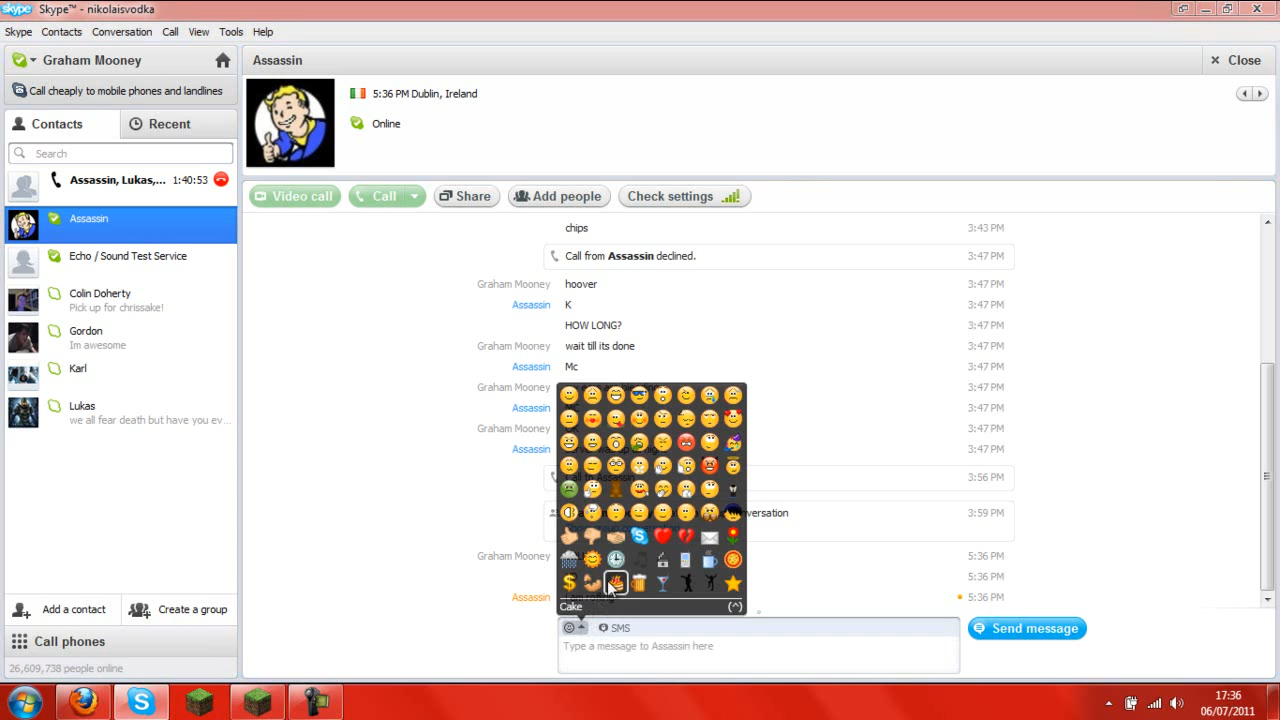 Skype™ - nikolaisvodka
Skype Contacts Conversation Call View Tools Help
Graham Mooney
Call cheaply to mobile phones and landlines
Contacts
Recent
Search
Assassin, Lukas,... 1:40:53
Assassin
Echo / Sound Test Service
Colin Doherty
Pick up for chrissake!
Gordon
Im awesome
Karl
Lukas
we all fear death but have you ev...
Add a contact
Create a group
Call phones
26,609,738 people online
Assassin
Close
5:36 PM Dublin, Ireland
Online
Video call
Call
Share
Add people
Check settings
chips 3:43 PM
Call from Assassin declined. 3:47 PM
Graham Mooney hoover 3:47 PM
Assassin K 3:47 PM
HOW LONG? 3:47 PM
Graham Mooney wait till its done 3:47 PM
Assassin Mc 3:47 PM
Graham Mooney 3:47 PM
Assassin 3:47 PM
Graham Mooney 3:47 PM
Assassin 3:47 PM
Call to Assassin 3:56 PM
conversation 3:59 PM
Graham Mooney 5:36 PM
5:36 PM
Assassin 5:36 PM
Cake (^)
SMS
Type a message to Assassin here
Send message
17:36
06/07/2011